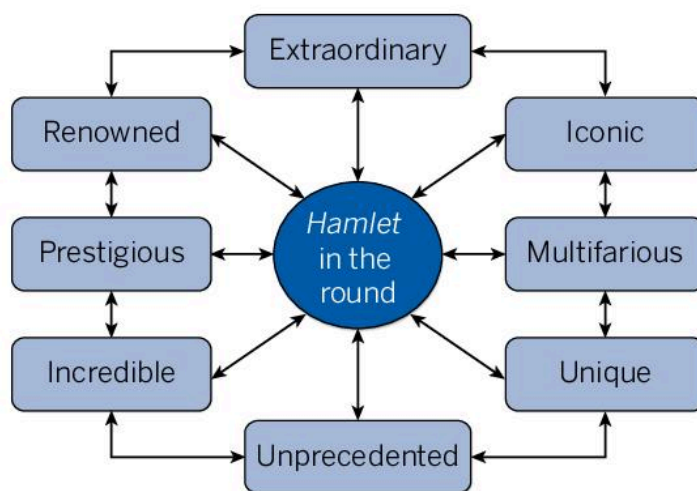 Extraordinary
Renowned
Iconic
Hamlet
in the
round
Prestigious
Multifarious
Incredible
Unique
Unprecedented